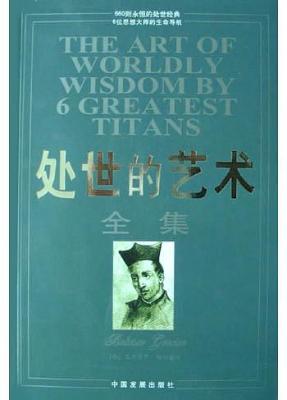 660则永恒的处世经典
6位思想大师的生命导航
THE ART OF
WORLDLY
WISDOM BY
6 GREATEST
TITANS
处世的艺术
全集
中国发展出版社